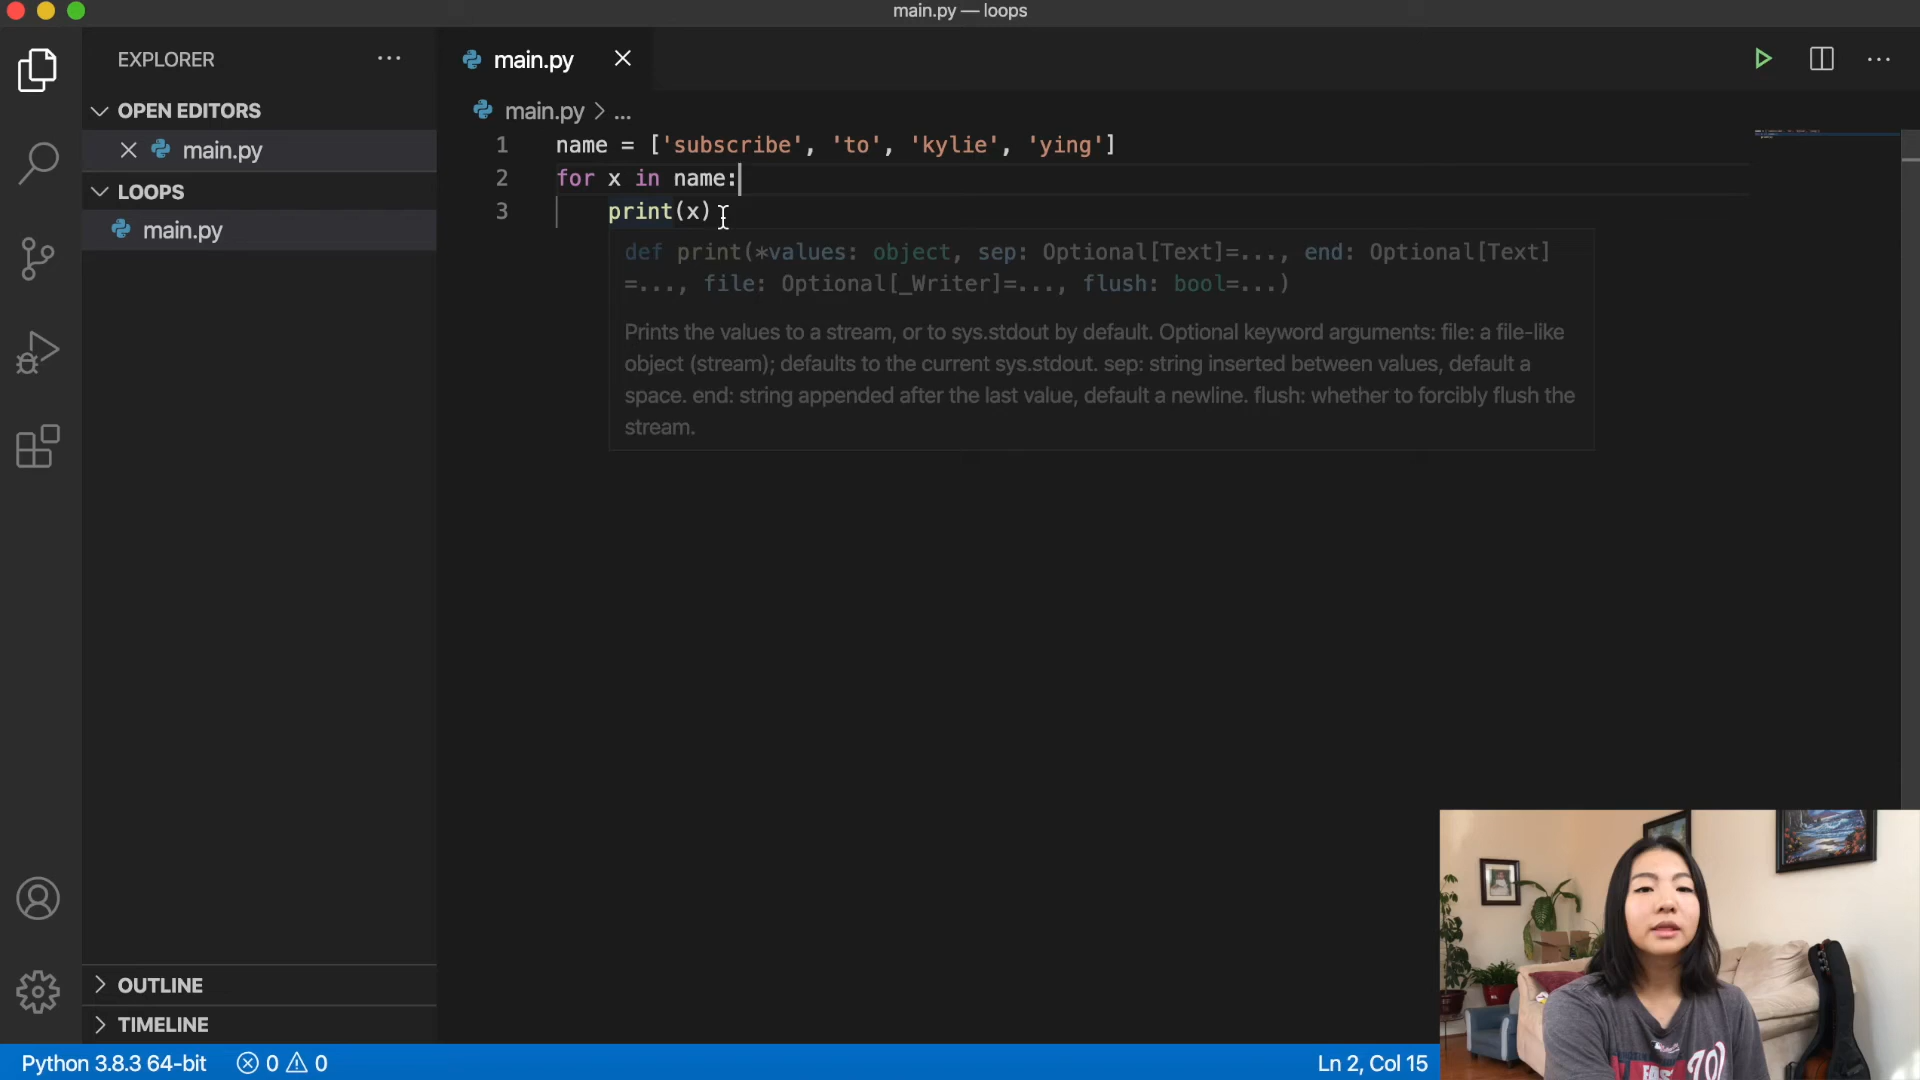 main.py — loops
EXPLORER
main.py
OPEN EDITORS
main.py
LOOPS
main.py
main.py > ...
1 name = ['subscribe', 'to', 'kylie', 'ying']
2 for x in name:
3 print(x)
def print(*values: object, sep: Optional[Text]=..., end: Optional[Text]
=..., file: Optional[_Writer]=..., flush: bool=...)
Prints the values to a stream, or to sys.stdout by default. Optional keyword arguments: file: a file-like
object (stream); defaults to the current sys.stdout. sep: string inserted between values, default a
space. end: string appended after the last value, default a newline. flush: whether to forcibly flush the
stream.
OUTLINE
TIMELINE
Python 3.8.3 64-bit
0
0
Ln 2, Col 15